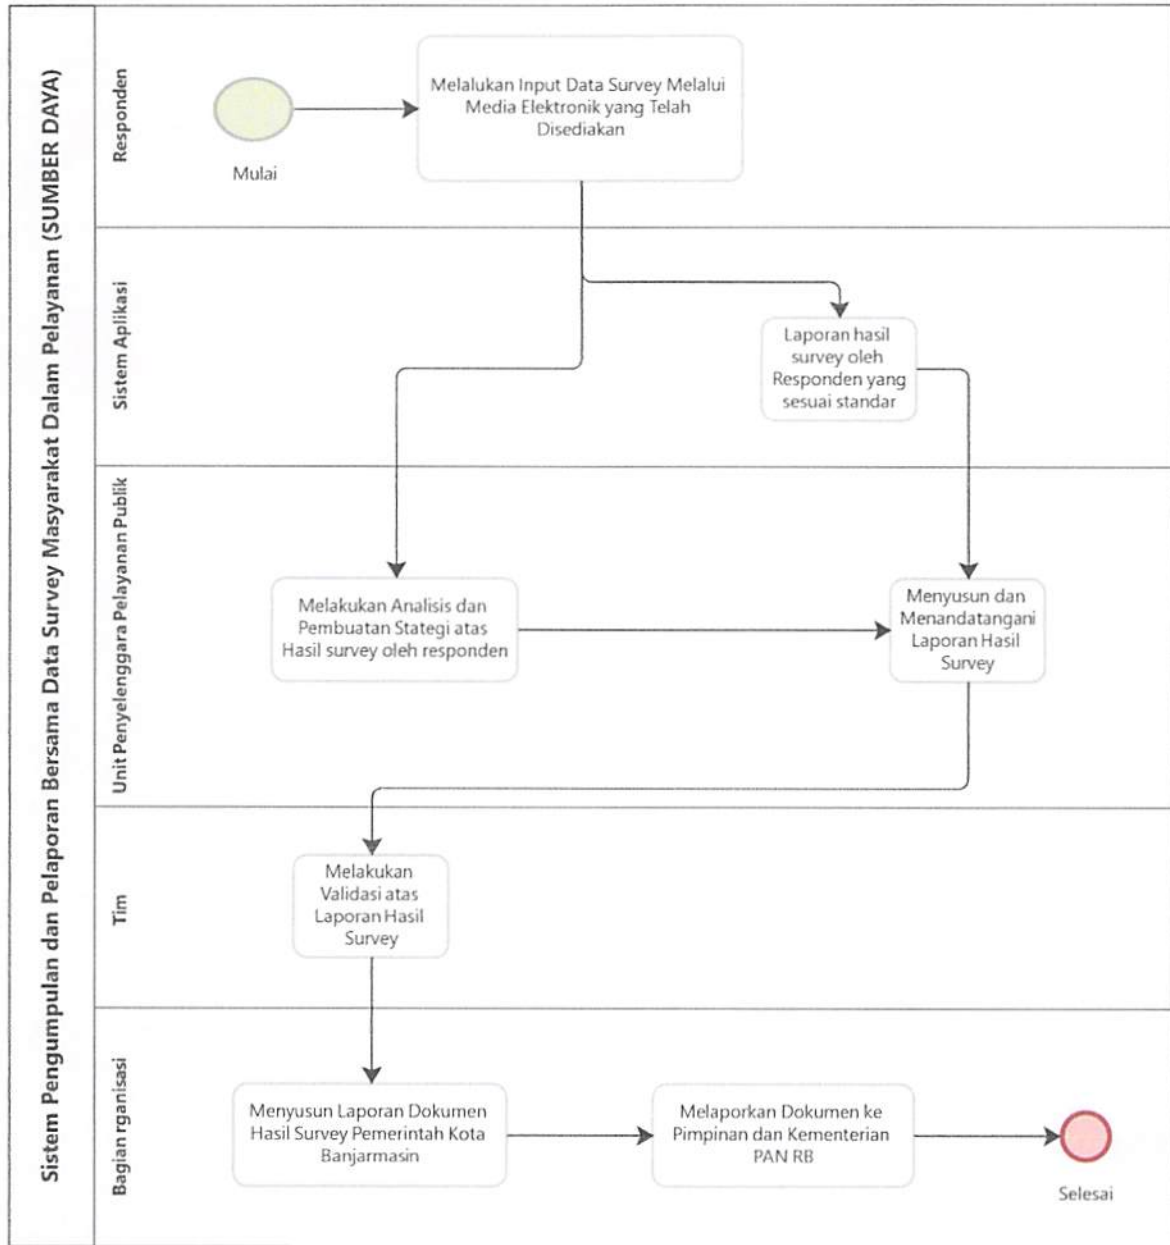 Sistem Pengumpulan dan Pelaporan Bersama Data Survey Masyarakat Dalam Pelayanan (SUMBER DAYA)
Responden
Mulai
Melalukan Input Data Survey Melalui
Media Elektronik yang Telah
Disediakan
Sistem Aplikasi
Laporan hasil
survey oleh
Responden yang
sesuai standar
Unit Penyelenggara Pelayanan Publik
Melakukan Analisis dan
Pembuatan Stategi atas
Hasil survey oleh responden
Menyusun dan
Menandatangani
Laporan Hasil
Survey
Tim
Melakukan
Validasi atas
Laporan Hasil
Survey
Bagian rganisasi
Menyusun Laporan Dokumen
Hasil Survey Pemerintah Kota
Banjarmasin
Melaporkan Dokumen ke
Pimpinan dan Kementerian
PAN RB
Selesai